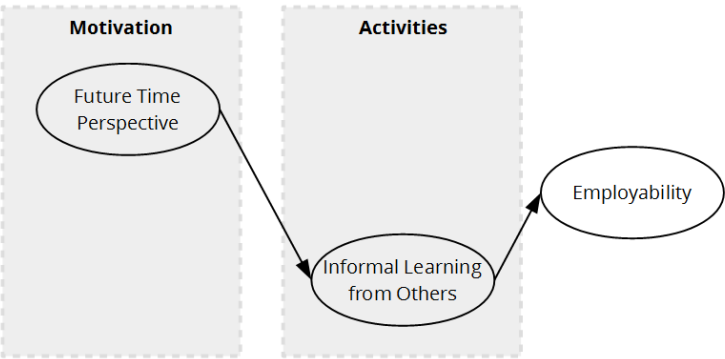 Motivation
Activities
Future Time
Perspective
Employability
Informal Learning
from Others